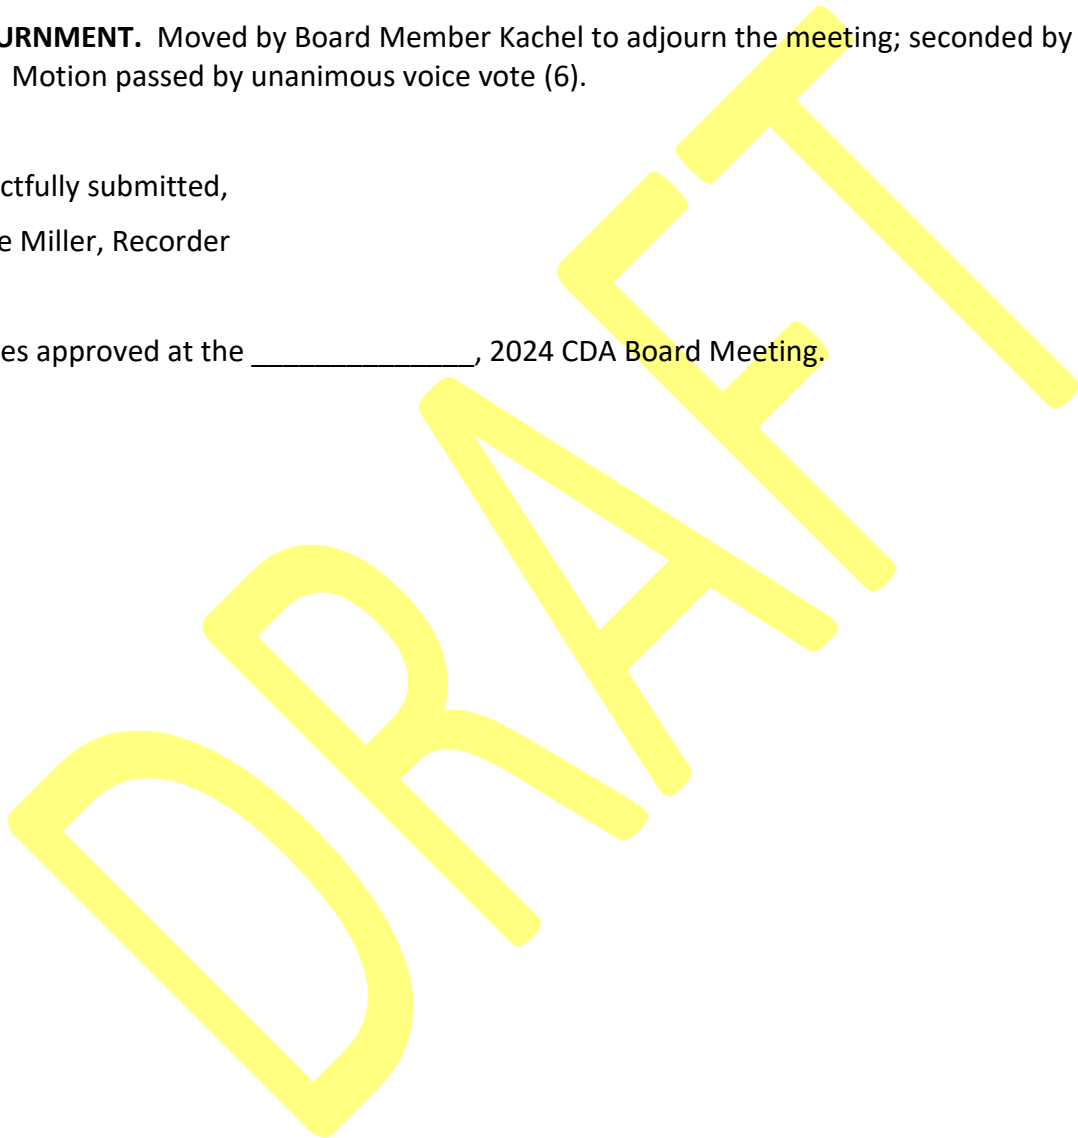 URNMENT. Moved by Board Member Kachel to adjourn the meeting; seconded by
Motion passed by unanimous voice vote (6).
ctfully submitted,
e Miller, Recorder
es approved at the ______________, 2024 CDA Board Meeting.
DRAFT